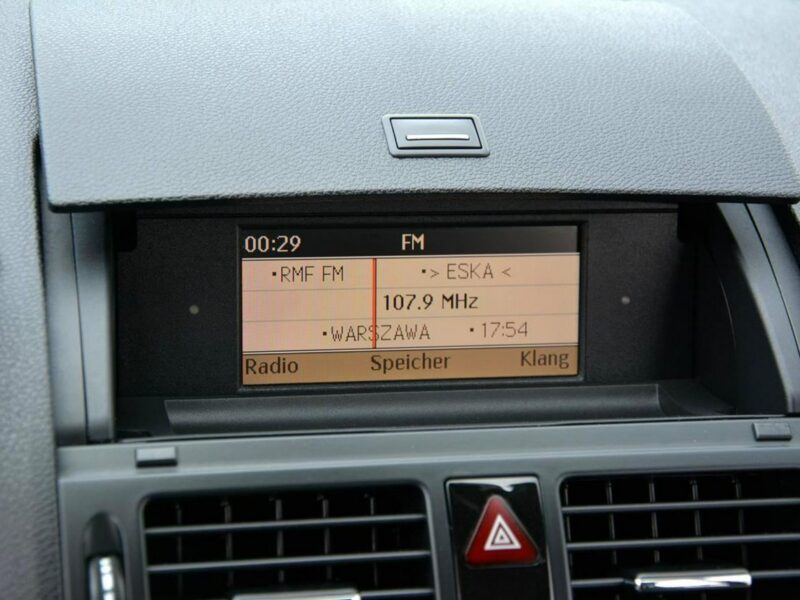 00:29 FM
RMF FM > ESKA <
107.9 MHz
WARSZAWA 17:54
Radio Speicher Klang